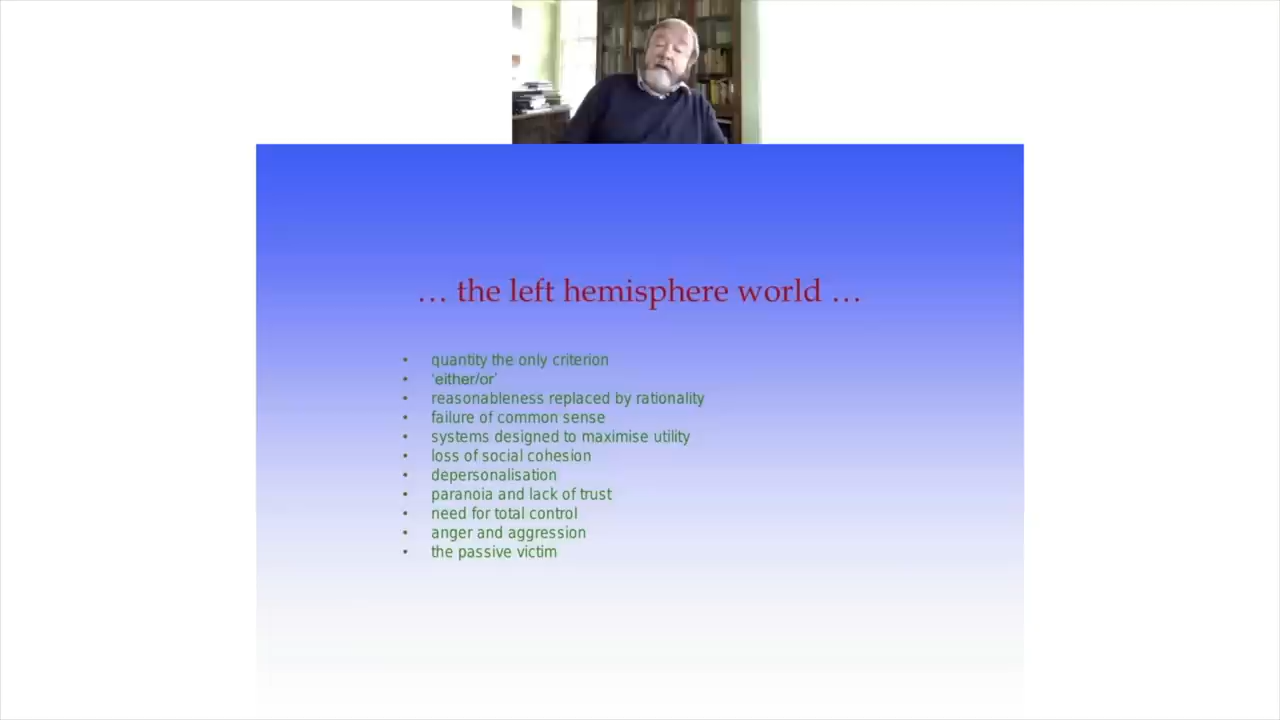 … the left hemisphere world …
• quantity the only criterion
• ‘either/or’
• reasonableness replaced by rationality
• failure of common sense
• systems designed to maximise utility
• loss of social cohesion
• depersonalisation
• paranoia and lack of trust
• need for total control
• anger and aggression
• the passive victim